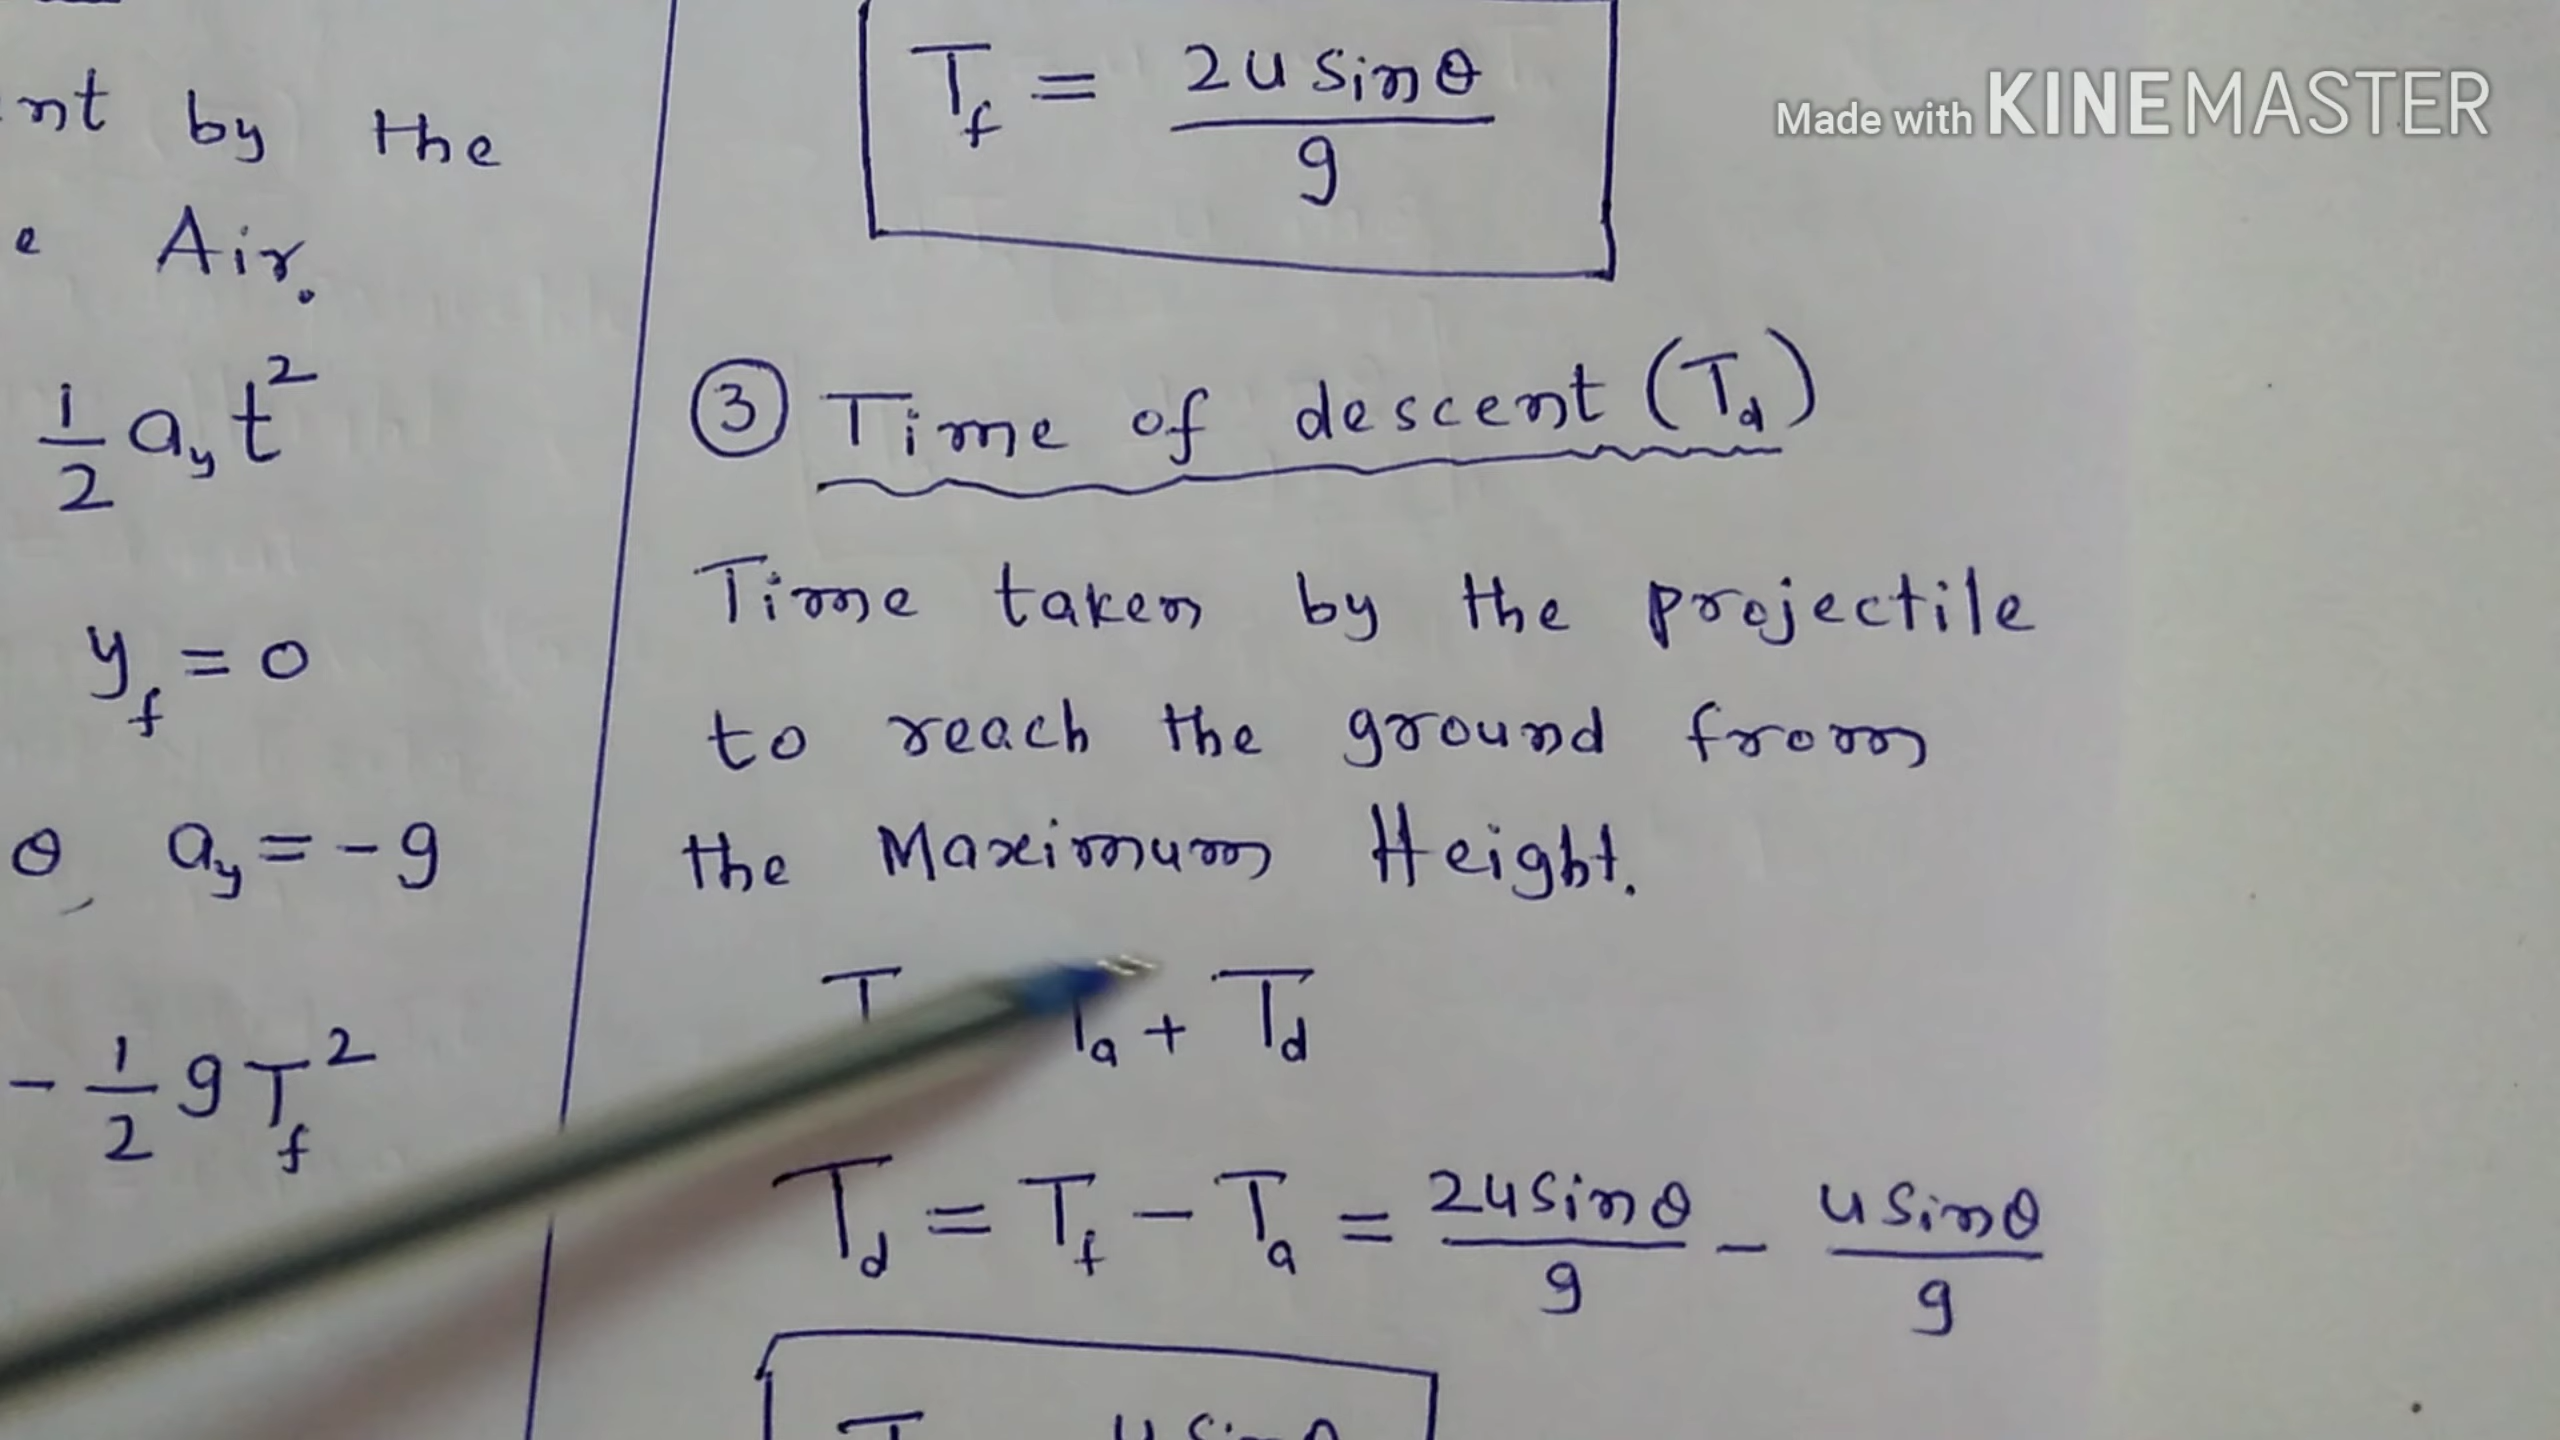 nt by the
e Air.
1/2 a_y t²
y_f = 0
θ, a_y = -g
- 1/2 g T_f²
T_f = 2u sinθ / g
③ Time of descent (T_d)
Time taken by the projectile
to reach the ground from
the Maximum Height.
T T_a + T_d
T_d = T_f - T_a = 2u sinθ / g - u sinθ / g
Made with KINEMASTER